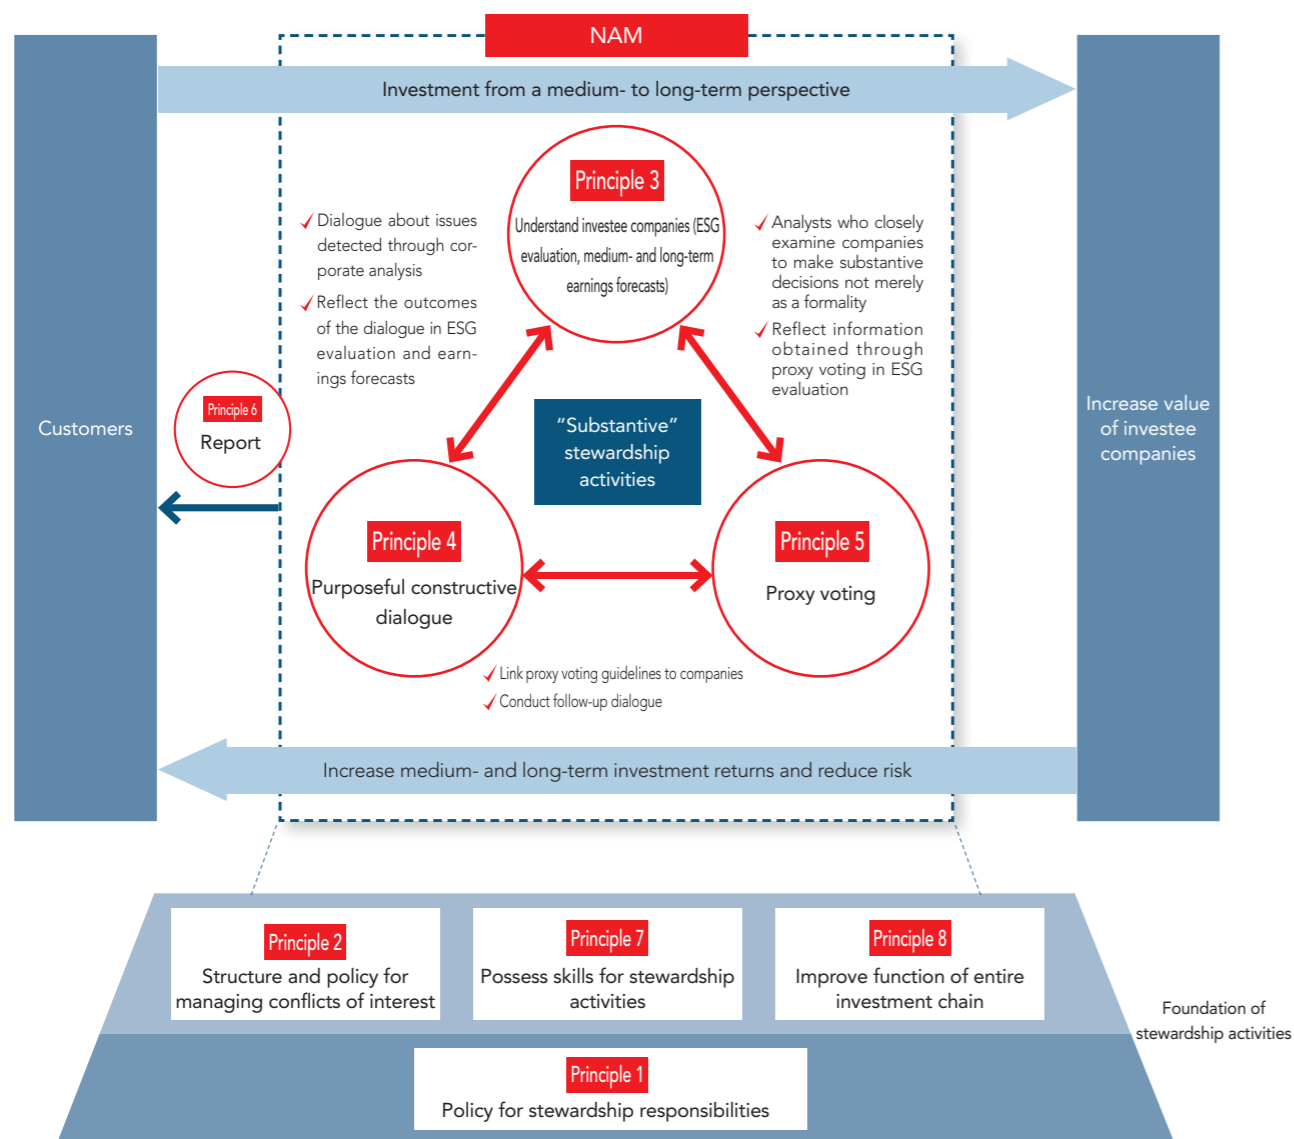 NAM
Investment from a medium- to long-term perspective
Principle 3
Understand investee companies (ESG
evaluation, medium- and long-term
earnings forecasts)
Dialogue about issues
detected through cor-
porate analysis
Reflect the outcomes
of the dialogue in ESG
evaluation and earn-
ings forecasts
Analysts who closely
examine companies
to make substantive
decisions not merely
as a formality
Reflect information
obtained through
proxy voting in ESG
evaluation
Customers
Principle 6
Report
"Substantive"
stewardship
activities
Increase value
of investee
companies
Principle 4
Purposeful constructive
dialogue
Principle 5
Proxy voting
Link proxy voting guidelines to companies
Conduct follow-up dialogue
Increase medium- and long-term investment returns and reduce risk
Principle 2
Structure and policy for
managing conflicts of interest
Principle 7
Possess skills for stewardship
activities
Principle 8
Improve function of entire
investment chain
Foundation of
stewardship activities
Principle 1
Policy for stewardship responsibilities